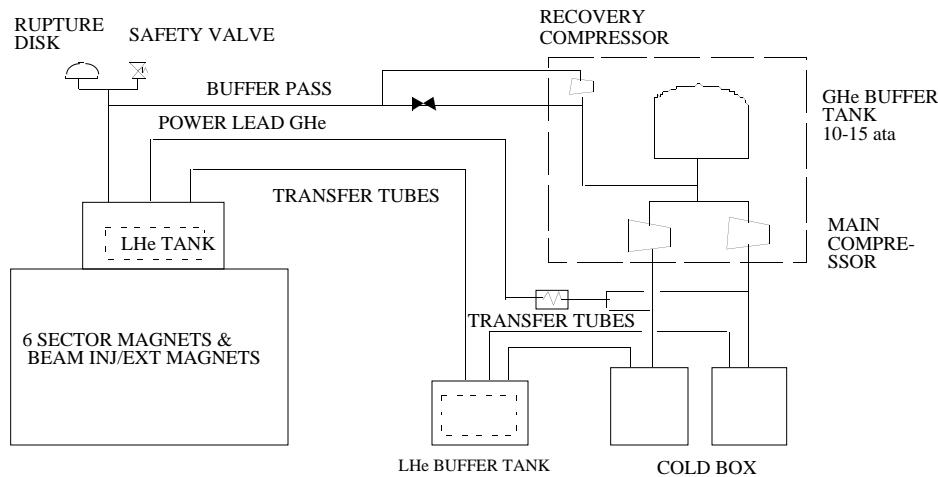 RUPTURE
DISK
SAFETY VALVE
RECOVERY
COMPRESSOR
BUFFER PASS
POWER LEAD GHe
GHe BUFFER
TANK
10-15 ata
TRANSFER TUBES
LHe TANK
MAIN
COMPRE-
SSOR
TRANSFER TUBES
6 SECTOR MAGNETS &
BEAM INJ/EXT MAGNETS
LHe BUFFER TANK
COLD BOX